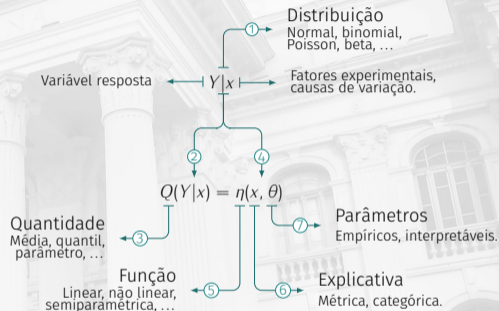 Distribuição
Normal, binomial,
Poisson, beta, …
1
Variável resposta
Y|x
Fatores experimentais,
causas de variação.
2
4
Q(Y|x) = η(x, θ)
Quantidade
Média, quantil,
parâmetro, …
3
Parâmetros
Empíricos, interpretáveis.
7
Função
Linear, não linear,
semiparamétrica, …
5
6
Explicativa
Métrica, categórica.